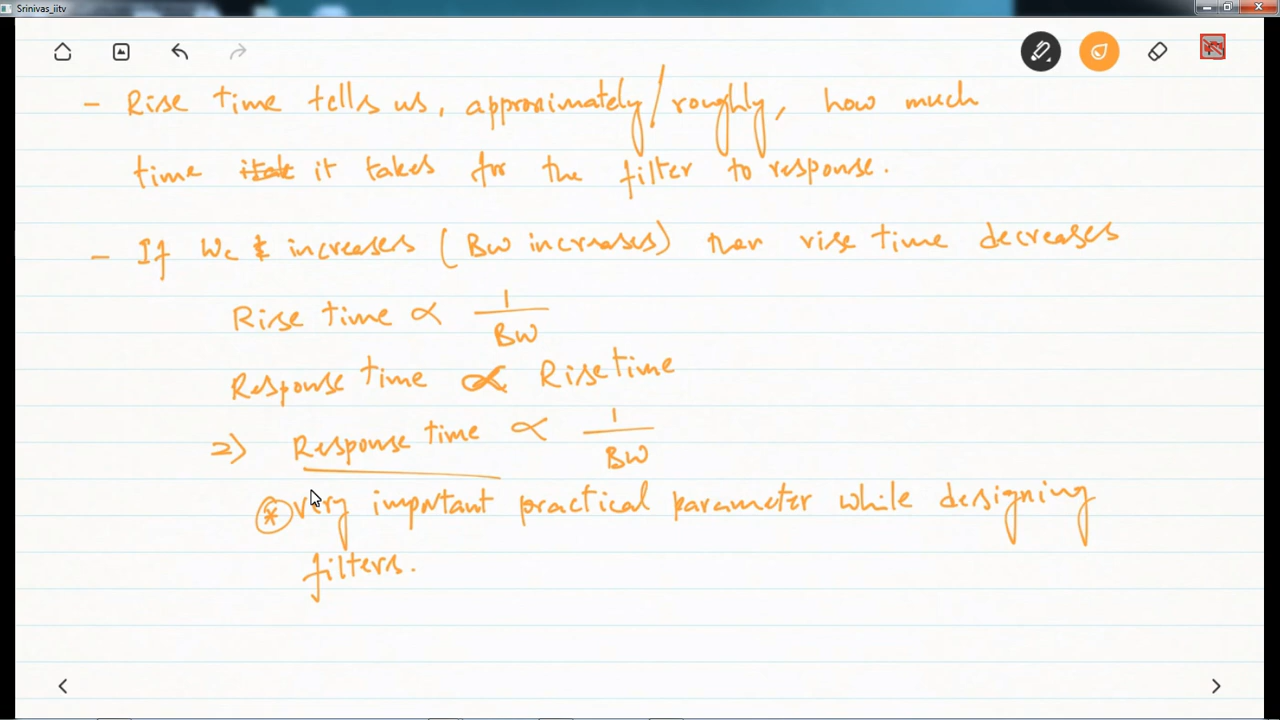 Srinivas_iitv
- Rise time tells us, approximately/roughly, how much
time it takes for the filter to response.
- If Wc increases (BW increases) then rise time decreases
Rise time ∝ 1/BW
Response time ∝ Rise time
=> Response time ∝ 1/BW
* very important practical parameter while designing
filters.